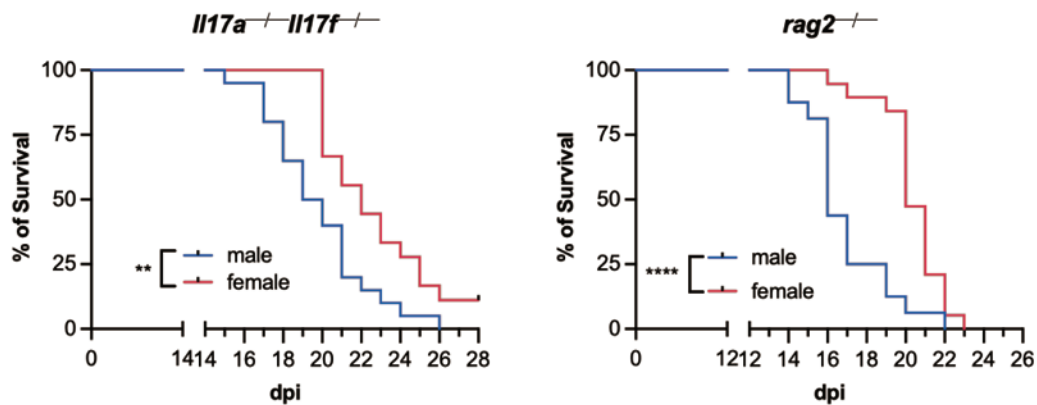 Il17a-/- Il17f-/-
100
75
50
25
0
% of Survival
** male
female
0 14 14 16 18 20 22 24 26 28
dpi
rag2-/-
100
75
50
25
0
% of Survival
**** male
female
0 12 12 14 16 18 20 22 24 26
dpi